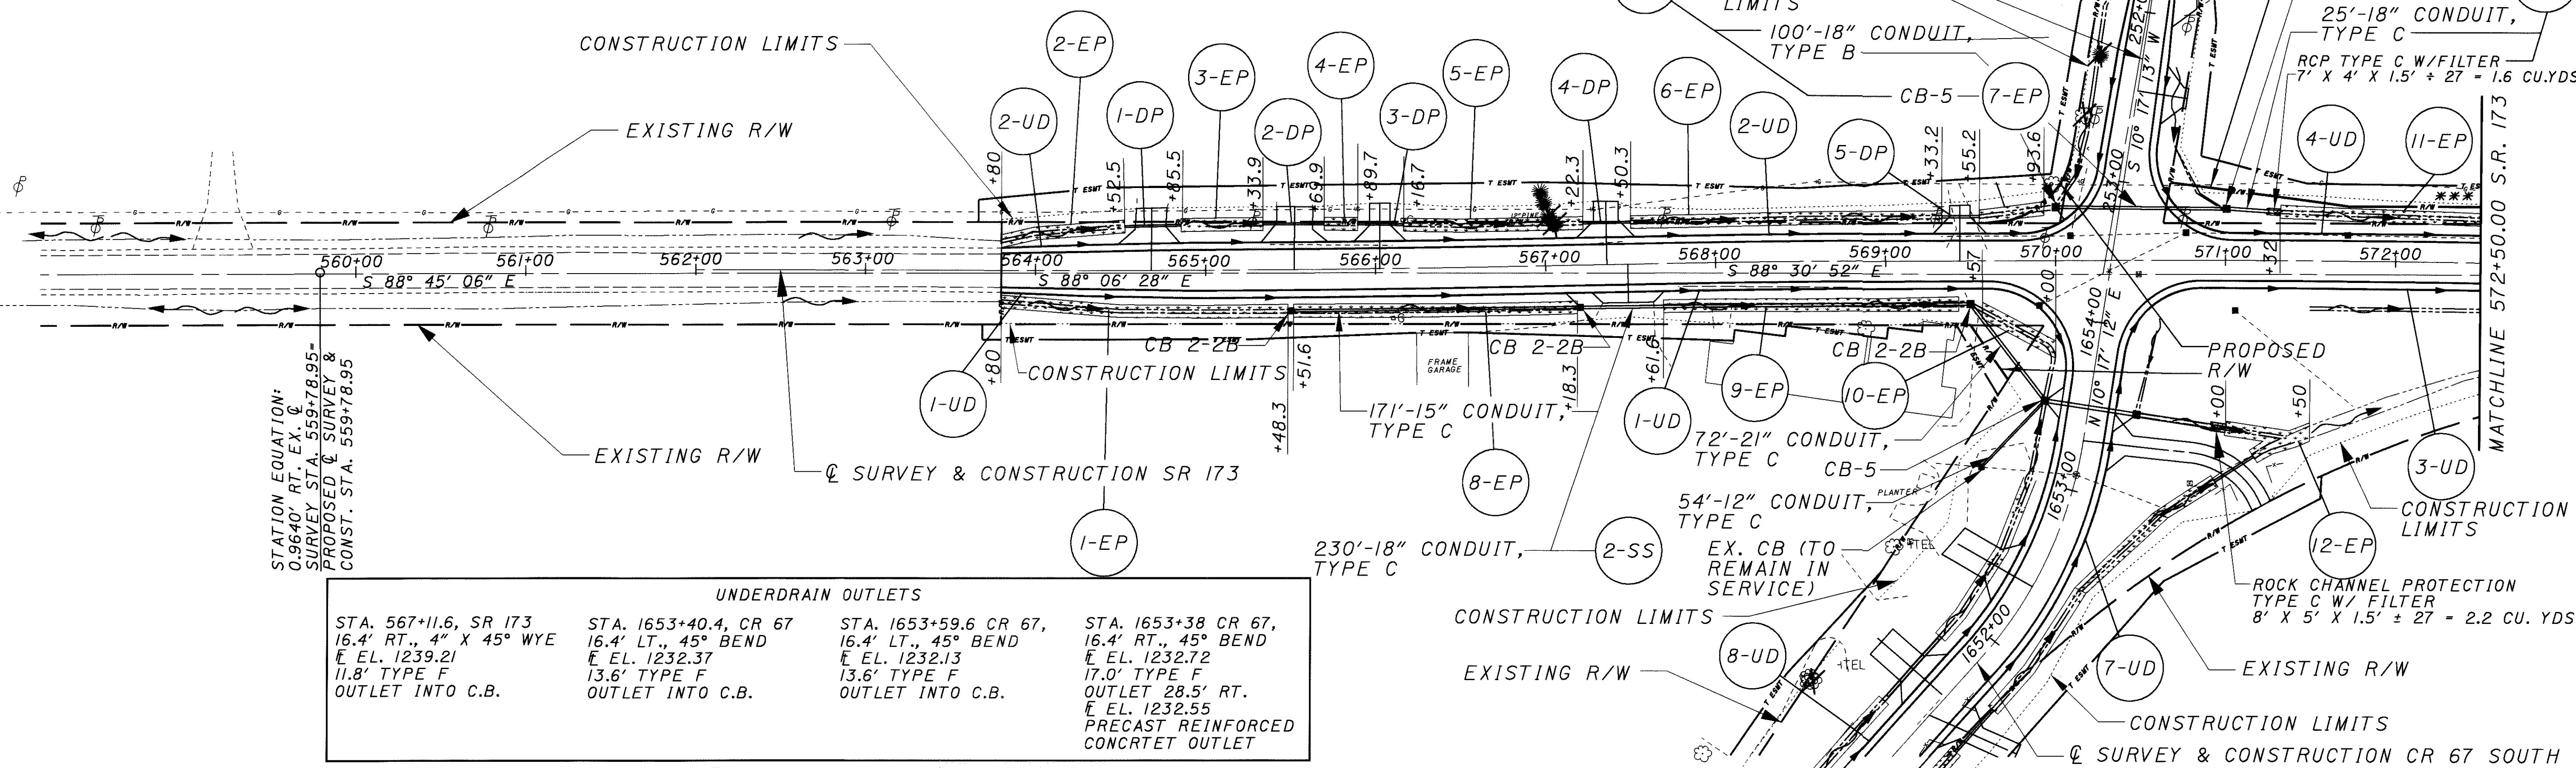 CONSTRUCTION LIMITS
EXISTING R/W
2-EP
2-UD
1-DP
3-EP
2-DP
4-EP
3-DP
5-EP
4-DP
6-EP
2-UD
5-DP
CB-5
7-EP
LIMITS
100'-18" CONDUIT,
TYPE B
252+0
S 10° 17' 13" W
253+00
25'-18" CONDUIT,
TYPE C
RCP TYPE C W/FILTER
7' X 4' X 1.5' ÷ 27 = 1.6 CU.YDS
4-UD
11-EP
MATCHLINE 572+50.00 S.R. 173
+80
+52.5
+85.5
+33.9
+69.9
+89.7
+16.7
+22.3
+50.3
+33.2
+55.2
+93.6
T ESMT
T ESMT
T ESMT
T ESMT
T ESMT
T ESMT
R/W
R/W
R/W
R/W
R/W
R/W
560+00
561+00
562+00
563+00
564+00
565+00
566+00
567+00
568+00
569+00
570+00
571+00
572+00
S 88° 45' 06" E
S 88° 06' 28" E
S 88° 30' 52" E
+57
+00
+32
R/W
R/W
R/W
R/W
R/W
R/W
STATION EQUATION:
0.9640' RT. EX. ℄
SURVEY STA. 559+78.95=
PROPOSED ℄ SURVEY &
CONST. STA. 559+78.95
EXISTING R/W
℄ SURVEY & CONSTRUCTION SR 173
+80
CONSTRUCTION LIMITS
1-UD
1-EP
CB 2-2B
+48.3
+51.6
FRAME
GARAGE
171'-15" CONDUIT,
TYPE C
8-EP
CB 2-2B
+18.3
+61.6
1-UD
9-EP
CB 2-2B
10-EP
1654+00
N 10° 17' 12" E
PROPOSED
R/W
+00
+50
72'-21" CONDUIT,
TYPE C
CB-5
54'-12" CONDUIT,
TYPE C
PLANTER
230'-18" CONDUIT,
TYPE C
2-SS
EX. CB (TO
REMAIN IN
SERVICE)
TEL
1653+00
3-UD
CONSTRUCTION
LIMITS
12-EP
ROCK CHANNEL PROTECTION
TYPE C W/ FILTER
8' X 5' X 1.5' ± 27 = 2.2 CU. YDS
CONSTRUCTION LIMITS
EXISTING R/W
8-UD
TEL
1652+00
7-UD
EXISTING R/W
CONSTRUCTION LIMITS
℄ SURVEY & CONSTRUCTION CR 67 SOUTH
UNDERDRAIN OUTLETS
STA. 567+11.6, SR 173
16.4' RT., 4" X 45° WYE
℄ EL. 1239.21
11.8' TYPE F
OUTLET INTO C.B.
STA. 1653+40.4, CR 67
16.4' LT., 45° BEND
EL. 1232.37
13.6' TYPE F
OUTLET INTO C.B.
STA. 1653+59.6 CR 67,
16.4' LT., 45° BEND
EL. 1232.13
13.6' TYPE F
OUTLET INTO C.B.
STA. 1653+38 CR 67,
16.4' RT., 45° BEND
EL. 1232.72
17.0' TYPE F
OUTLET 28.5' RT.
EL. 1232.55
PRECAST REINFORCED
CONCRTET OUTLET